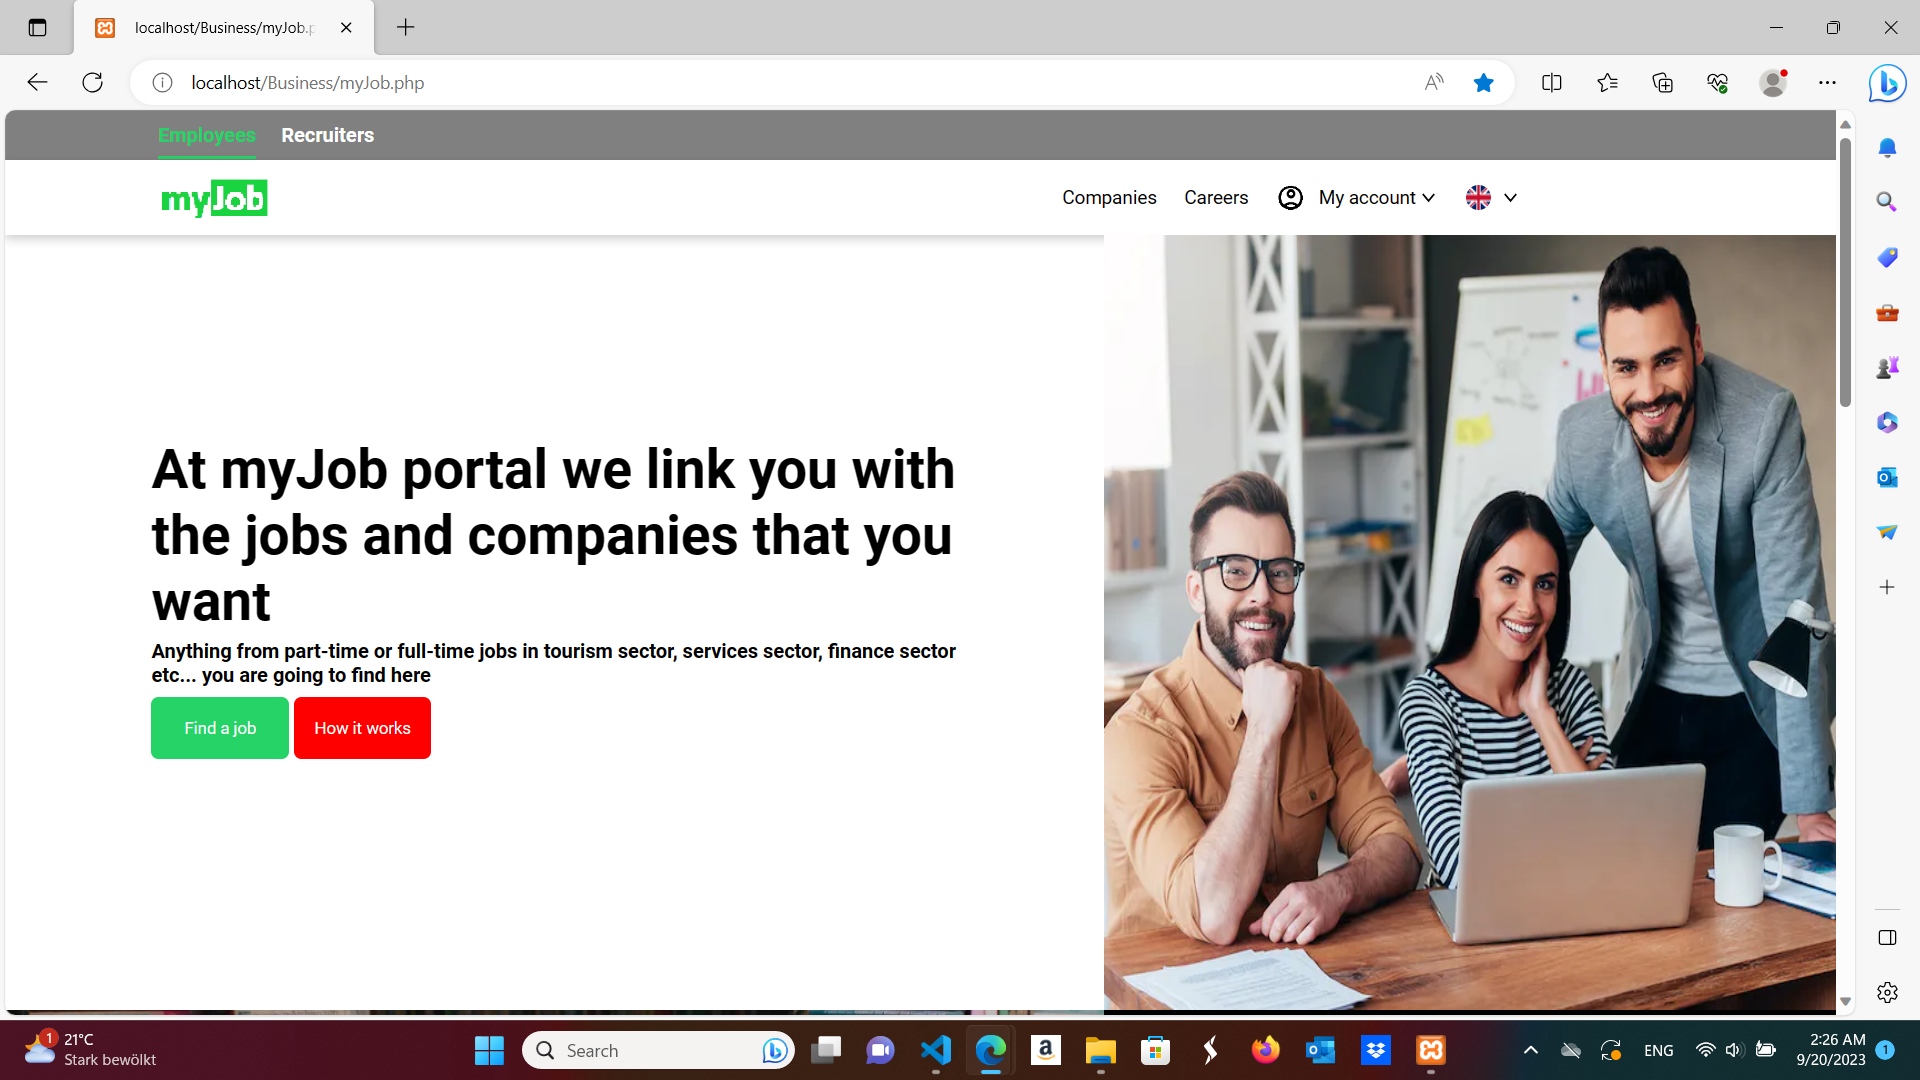 localhost/Business/myJob.p
localhost/Business/myJob.php
Employees Recruiters
myJob
Companies Careers My account
At myJob portal we link you with
the jobs and companies that you
want
Anything from part-time or full-time jobs in tourism sector, services sector, finance sector
etc... you are going to find here
Find a job How it works
1
21°C
Stark bewölkt
Search
ENG
2:26 AM
9/20/2023
1